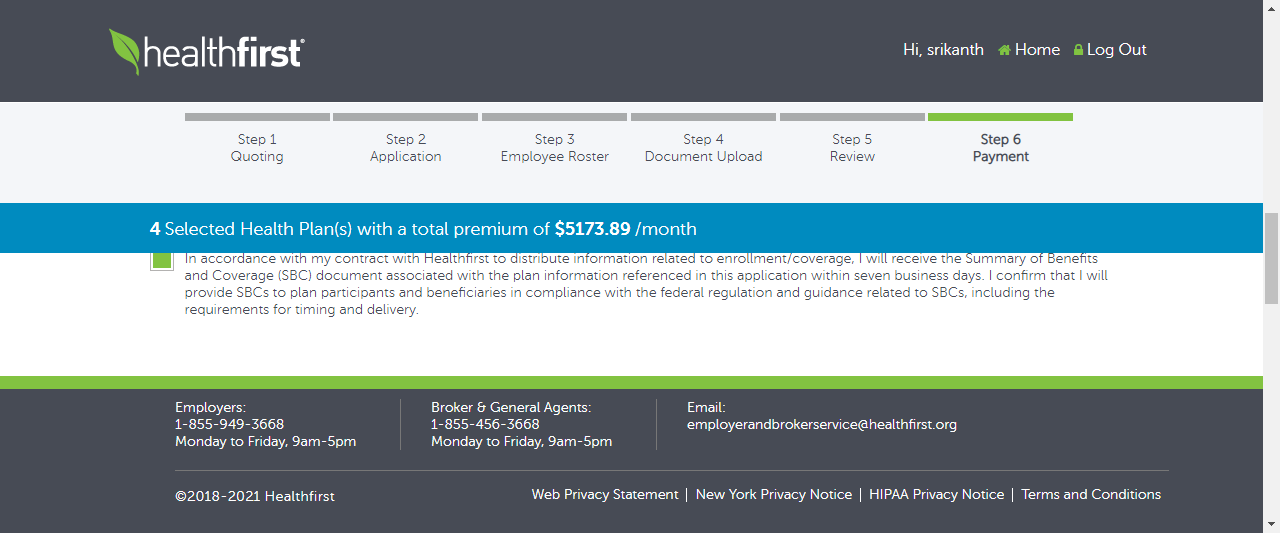 healthfirst®
Hi, srikanth Home Log Out
Step 1 Step 2 Step 3 Step 4 Step 5 Step 6
Quoting Application Employee Roster Document Upload Review Payment
4 Selected Health Plan(s) with a total premium of $5173.89 /month
In accordance with my contract with Healthfirst to distribute information related to enrollment/coverage, I will receive the Summary of Benefits
and Coverage (SBC) document associated with the plan information referenced in this application within seven business days. I confirm that I will
provide SBCs to plan participants and beneficiaries in compliance with the federal regulation and guidance related to SBCs, including the
requirements for timing and delivery.
Employers:
1-855-949-3668
Monday to Friday, 9am-5pm
Broker & General Agents:
1-855-456-3668
Monday to Friday, 9am-5pm
Email:
employerandbrokerservice@healthfirst.org
©2018-2021 Healthfirst
Web Privacy Statement | New York Privacy Notice | HIPAA Privacy Notice | Terms and Conditions